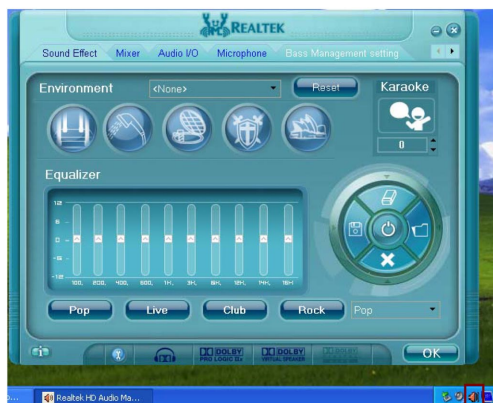 REALTEK
Sound Effect Mixer Audio I/O Microphone Bass Management setting
Environment <None> Reset Karaoke
0
Equalizer
12
6
0
-6
-12
100, 200, 400, 600, 1K, 3K, 6K, 12K, 14K, 16K
Pop Live Club Rock Pop
DOLBY PRO LOGIC IIx DOLBY VIRTUAL SPEAKER OK
Realtek HD Audio Ma...